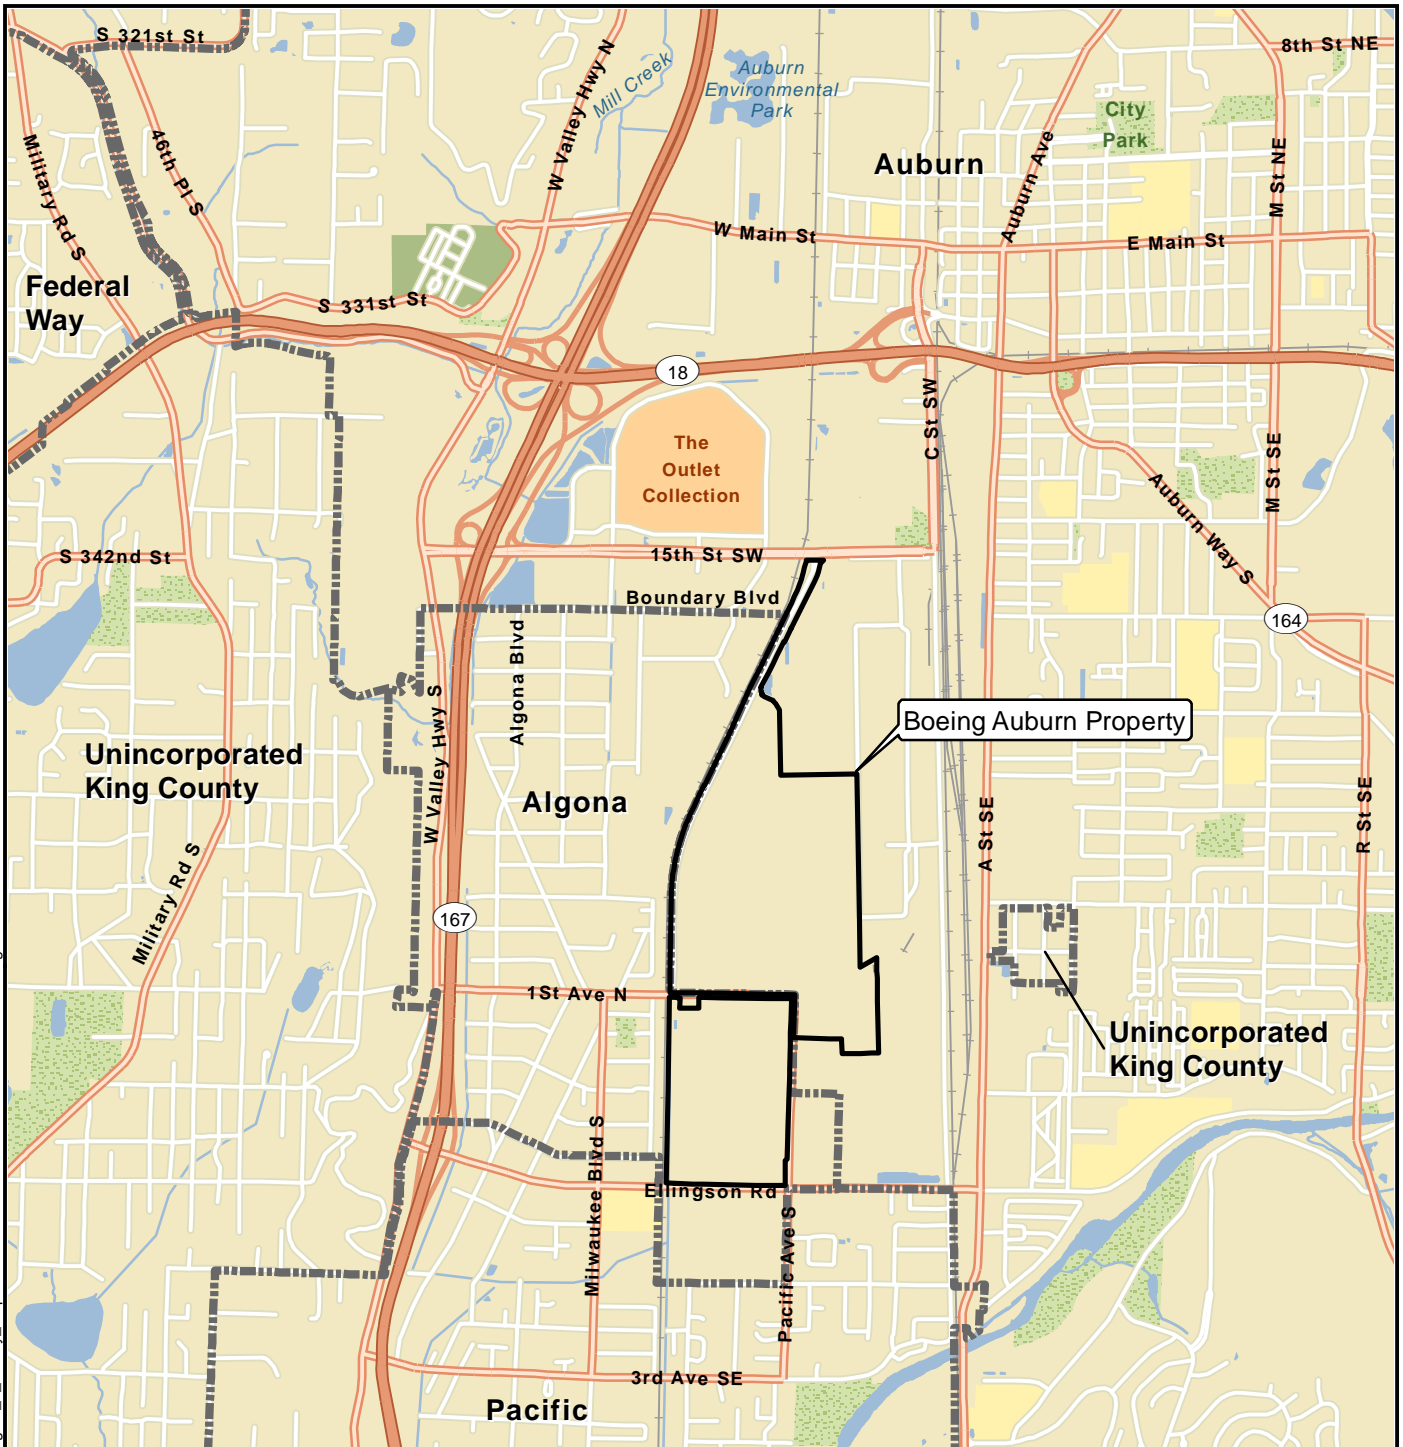 S 321st St
8th St NE
W Valley Hwy N
Mill Creek
Auburn
Environmental
Park
City
Park
Military Rd S
46th Pl S
Auburn
Auburn Ave
M St NE
W Main St
E Main St
Federal
Way
S 331st St
18
C St SW
The
Outlet
Collection
M St SE
Auburn Way S
S 342nd St
15th St SW
Boundary Blvd
164
Algona Blvd
W Valley Hwy S
Boeing Auburn Property
Unincorporated
King County
Algona
A St SE
R St SE
Military Rd S
167
1St Ave N
Unincorporated
King County
Milwaukee Blvd S
Ellingson Rd
Pacific Ave S
3rd Ave SE
Pacific